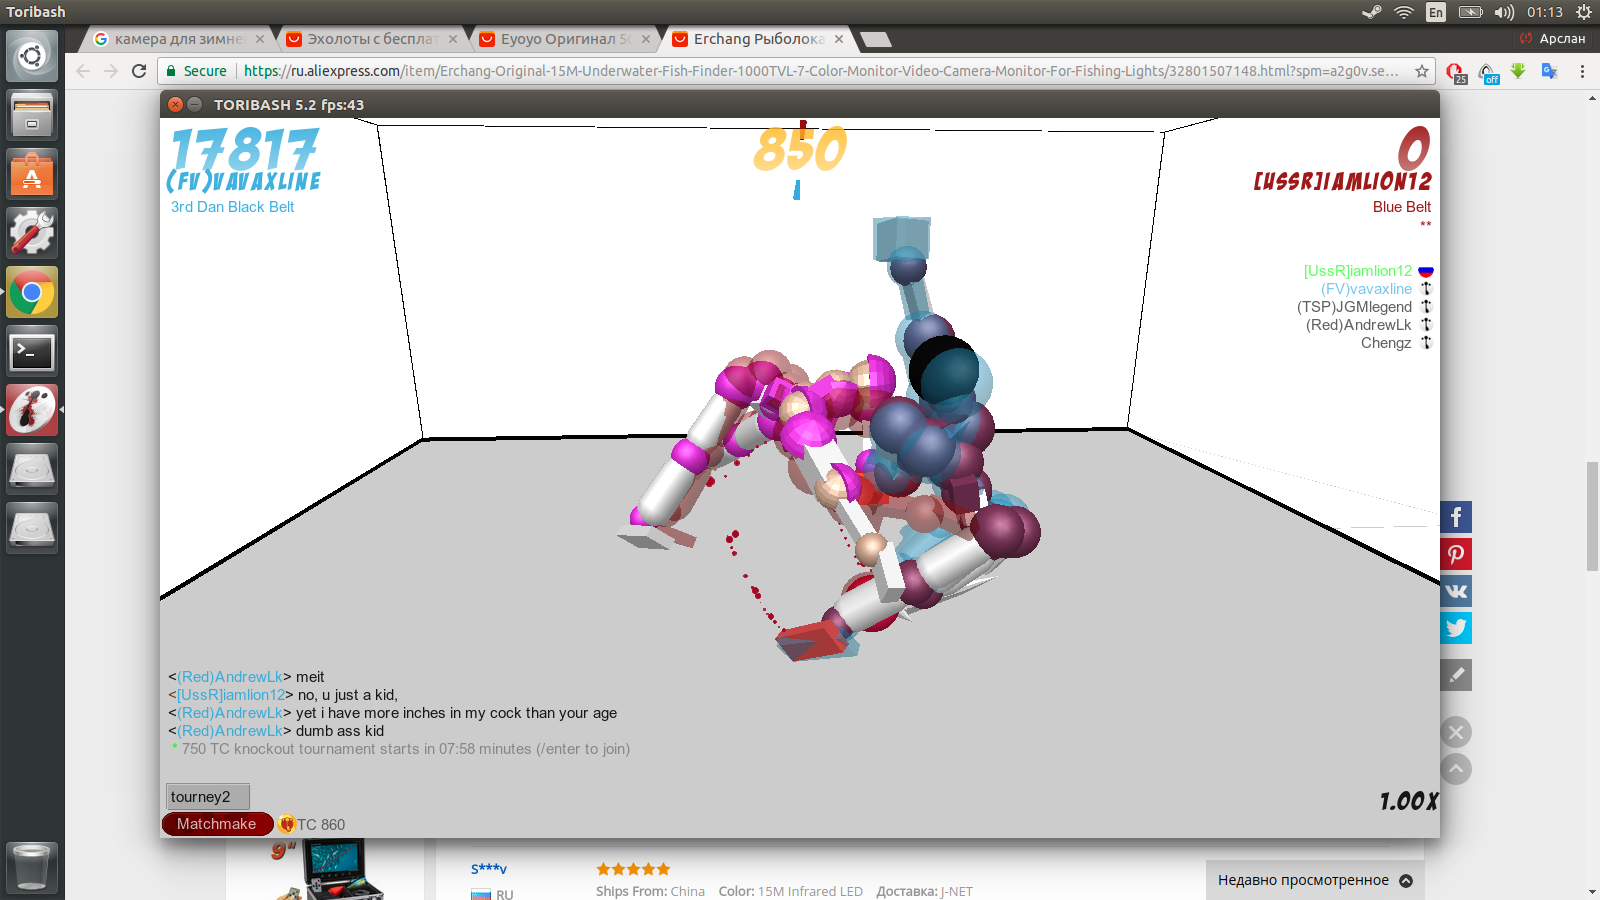 Toribash
En
01:13
камера для зимне
Эхолоты с бесплат
Eyoyo Оригинал 50
Erchang Рыболока
Арслан
Secure
https://ru.aliexpress.com/item/Erchang-Original-15M-Underwater-Fish-Finder-1000TVL-7-Color-Monitor-Video-Camera-Monitor-For-Fishing-Lights/32801507148.html?spm=a2g0v.se...
25
off
TORIBASH 5.2 fps:43
17817
850
0
(FV)VAVAXLINE
[USSR]IAMLION12
3rd Dan Black Belt
Blue Belt
**
[UssR]iamlion12
(FV)vavaxline
(TSP)JGMlegend
(Red)AndrewLk
Chengz
<(Red)AndrewLk> meit
<[UssR]iamlion12> no, u just a kid,
<(Red)AndrewLk> yet i have more inches in my cock than your age
<(Red)AndrewLk> dumb ass kid
* 750 TC knockout tournament starts in 07:58 minutes (/enter to join)
tourney2
1.00X
Matchmake
TC 860
9"
S***v
RU
Ships From: China Color: 15M Infrared LED Доставка: J-NET
Недавно просмотренное